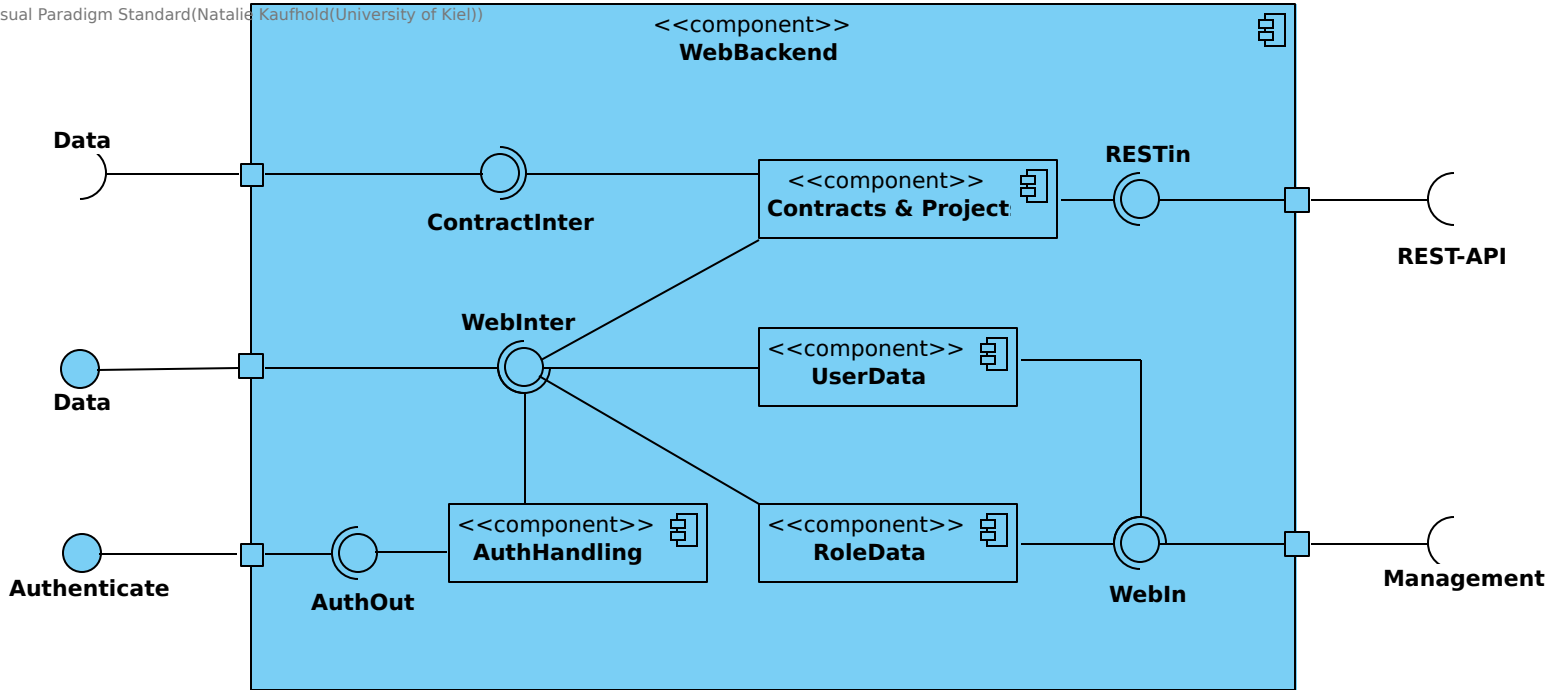 sual Paradigm Standard(Natalie Kaufhold(University of Kiel))
<<component>>
WebBackend
Data
ContractInter
<<component>>
Contracts & Project
RESTin
REST-API
WebInter
Data
<<component>>
UserData
Authenticate
AuthOut
<<component>>
AuthHandling
<<component>>
RoleData
WebIn
Management